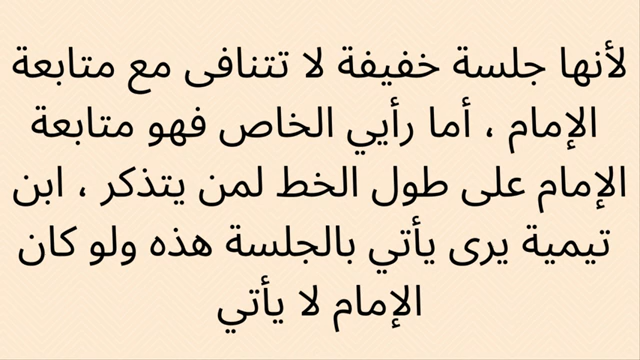 لأنها جلسة خفيفة لا تتنافى مع متابعة
الإمام ، أما رأيي الخاص فهو متابعة
الإمام على طول الخط لمن يتذكر ، ابن
تيمية يرى يأتي بالجلسة هذه ولو كان
الإمام لا يأتي